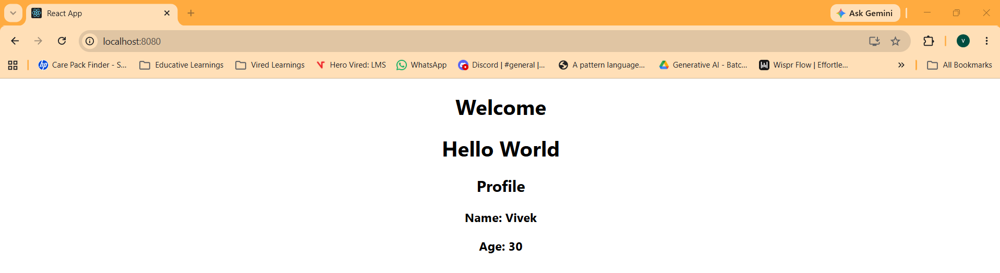 React App
Ask Gemini
localhost:8080
V
hp Care Pack Finder - S... Educative Learnings Vired Learnings Hero Vired: LMS WhatsApp Discord | #general |... A pattern language... Generative AI - Batc... Wispr Flow | Effortle... All Bookmarks
Welcome
Hello World
Profile
Name: Vivek
Age: 30